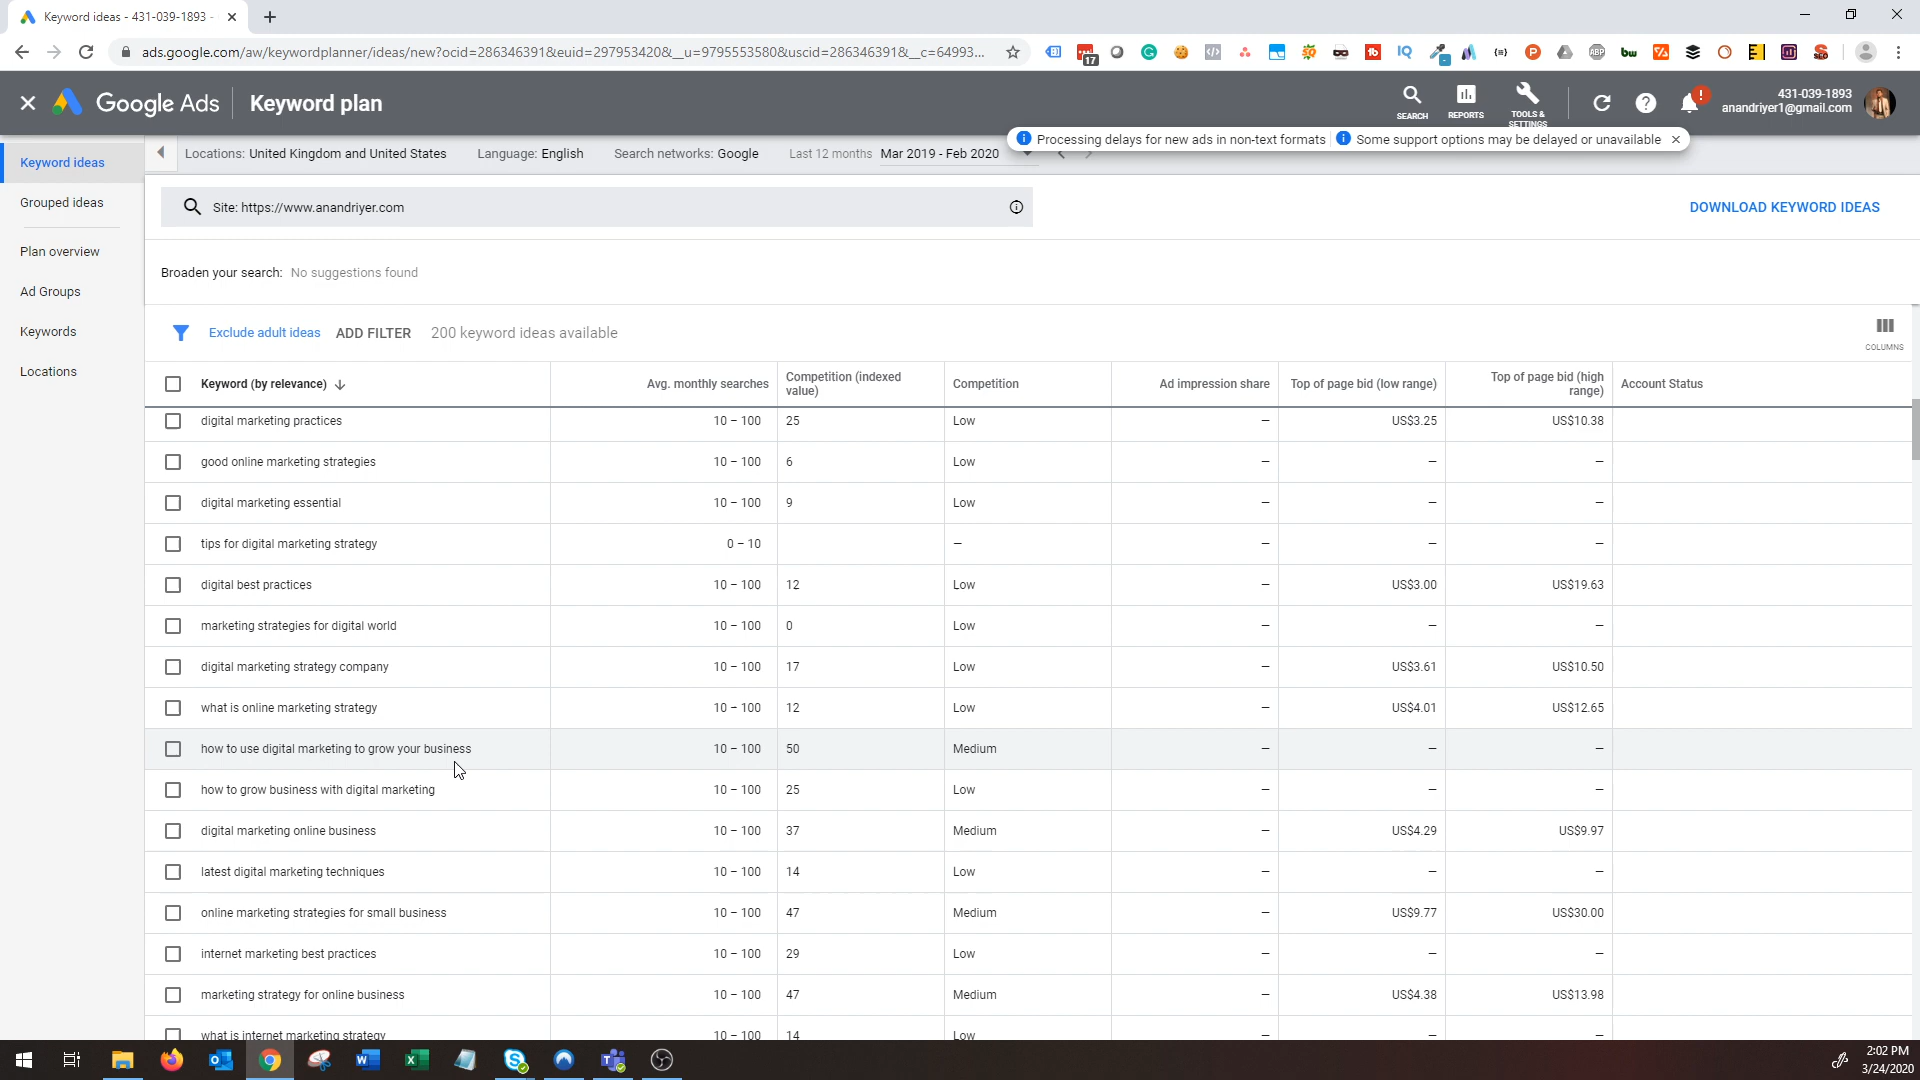 Keyword ideas - 431-039-1893 -
ads.google.com/aw/keywordplanner/ideas/new?ocid=286346391&euid=297953420&__u=9795553580&uscid=286346391&__c=64993...
17
Google Ads
Keyword plan
SEARCH
REPORTS
TOOLS &
SETTINGS
431-039-1893
anandriyer1@gmail.com
Processing delays for new ads in non-text formats
Some support options may be delayed or unavailable
Keyword ideas
Grouped ideas
Plan overview
Ad Groups
Keywords
Locations
Locations: United Kingdom and United States
Language: English
Search networks: Google
Last 12 months Mar 2019 - Feb 2020
Site: https://www.anandriyer.com
DOWNLOAD KEYWORD IDEAS
Broaden your search: No suggestions found
Exclude adult ideas ADD FILTER 200 keyword ideas available
COLUMNS
Keyword (by relevance) Avg. monthly searches Competition (indexed value) Competition Ad impression share Top of page bid (low range) Top of page bid (high range) Account Status
digital marketing practices 10 – 100 25 Low – US$3.25 US$10.38
good online marketing strategies 10 – 100 6 Low – – –
digital marketing essential 10 – 100 9 Low – – –
tips for digital marketing strategy 0 – 10 – – – –
digital best practices 10 – 100 12 Low – US$3.00 US$19.63
marketing strategies for digital world 10 – 100 0 Low – – –
digital marketing strategy company 10 – 100 17 Low – US$3.61 US$10.50
what is online marketing strategy 10 – 100 12 Low – US$4.01 US$12.65
how to use digital marketing to grow your business 10 – 100 50 Medium – – –
how to grow business with digital marketing 10 – 100 25 Low – – –
digital marketing online business 10 – 100 37 Medium – US$4.29 US$9.97
latest digital marketing techniques 10 – 100 14 Low – – –
online marketing strategies for small business 10 – 100 47 Medium – US$9.77 US$30.00
internet marketing best practices 10 – 100 29 Low – – –
marketing strategy for online business 10 – 100 47 Medium – US$4.38 US$13.98
what is internet marketing strategy 10 – 100 14 Low – – –
2:02 PM
3/24/2020